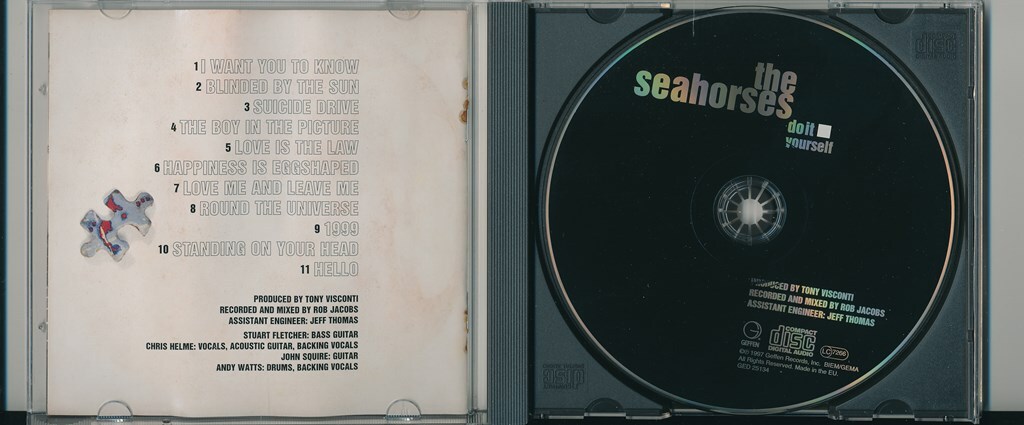 1 I WANT YOU TO KNOW
2 BLINDED BY THE SUN
3 SUICIDE DRIVE
4 THE BOY IN THE PICTURE
5 LOVE IS THE LAW
6 HAPPINESS IS EGGSHAPED
7 LOVE ME AND LEAVE ME
8 ROUND THE UNIVERSE
9 1999
10 STANDING ON YOUR HEAD
11 HELLO
PRODUCED BY TONY VISCONTI
RECORDED AND MIXED BY ROB JACOBS
ASSISTANT ENGINEER: JEFF THOMAS
STUART FLETCHER: BASS GUITAR
CHRIS HELME: VOCALS, ACOUSTIC GUITAR, BACKING VOCALS
JOHN SQUIRE: GUITAR
ANDY WATTS: DRUMS, BACKING VOCALS
the
seahorses
do it
yourself
PRODUCED BY TONY VISCONTI
RECORDED AND MIXED BY ROB JACOBS
ASSISTANT ENGINEER: JEFF THOMAS
G
GEFFEN
COMPACT
disc
DIGITAL AUDIO
LC 7266
℗© 1997 Geffen Records, Inc. BIEM/GEMA
All Rights Reserved. Made in the EU.
GED 25134
disc
disc